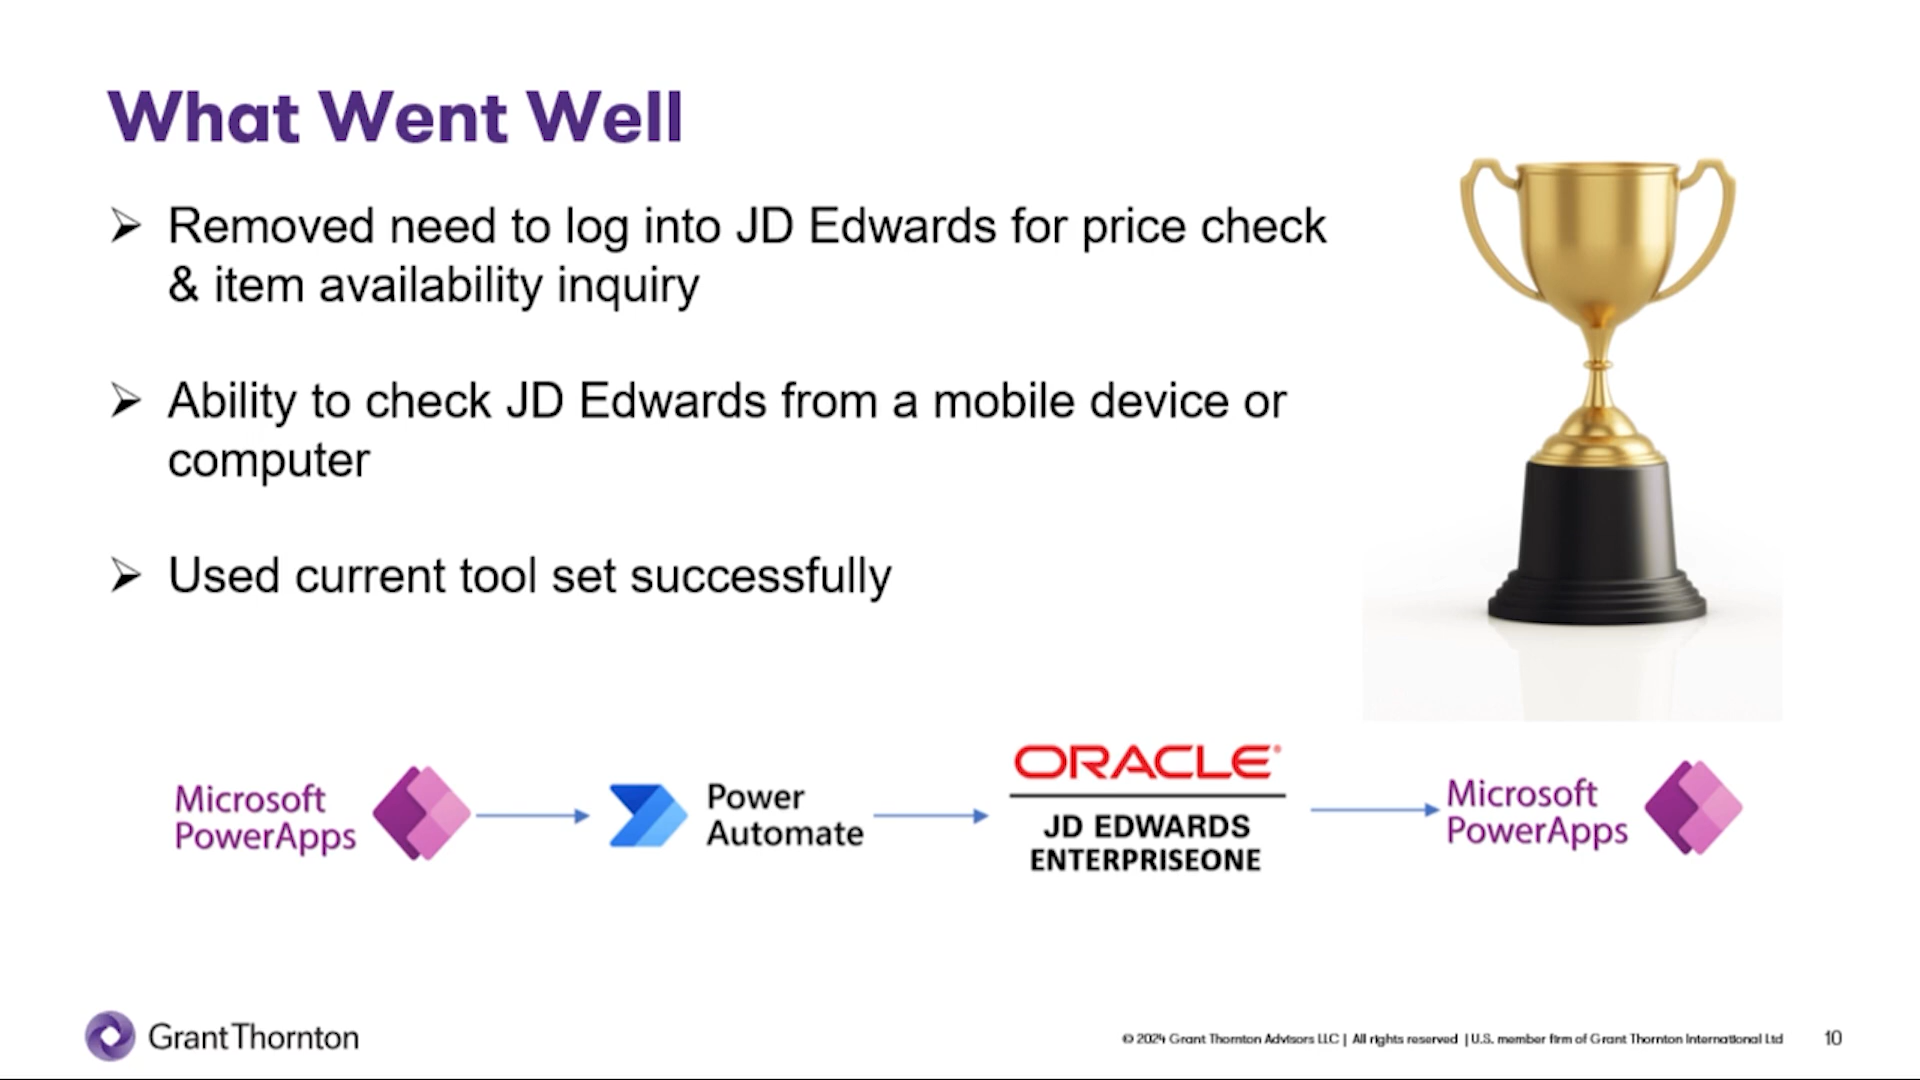 What Went Well
➢ Removed need to log into JD Edwards for price check
& item availability inquiry
➢ Ability to check JD Edwards from a mobile device or
computer
➢ Used current tool set successfully
Microsoft
PowerApps
Power
Automate
ORACLE®
JD EDWARDS
ENTERPRISEONE
Microsoft
PowerApps
Grant Thornton
© 2024 Grant Thornton Advisors LLC | All rights reserved | U.S. member firm of Grant Thornton International Ltd
10